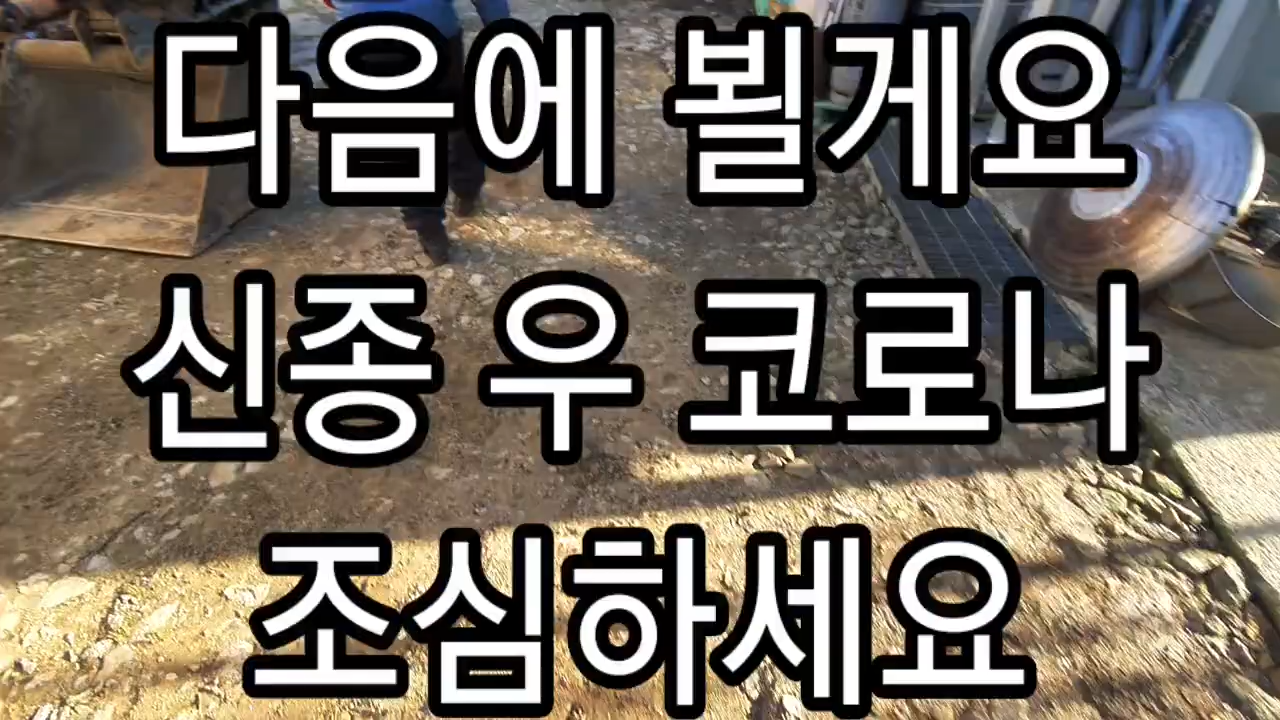 다음에 뵐게요
신종 우 코로나
조심하세요